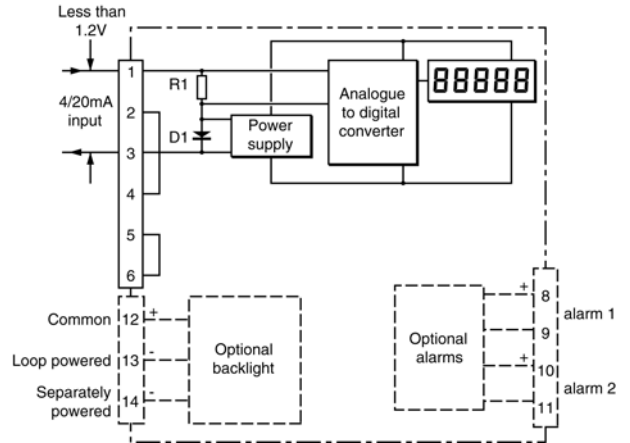 Less than
1.2V
4/20mA
input
1
2
3
4
5
6
R1
D1
Power
supply
Analogue
to digital
converter
88888
Common
Loop powered
Separately
powered
12
13
14
+
-
-
Optional
backlight
Optional
alarms
+
+
8
9
10
11
alarm 1
alarm 2